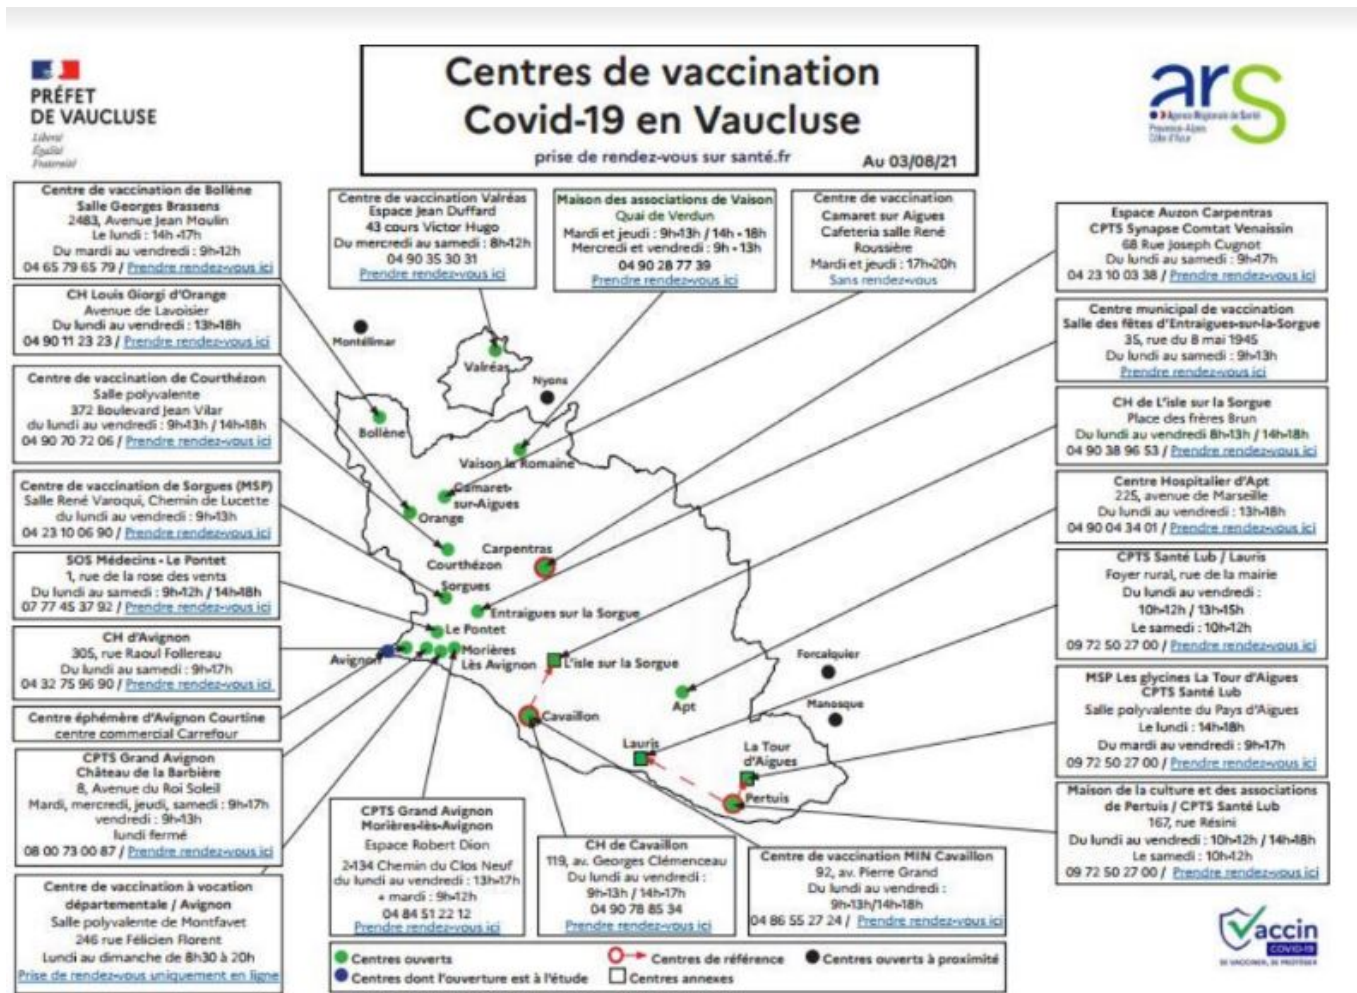 PRÉFET
DE VAUCLUSE
Liberté
Égalité
Fraternité
Centres de vaccination
Covid-19 en Vaucluse
prise de rendez-vous sur santé.fr
Au 03/08/21
ars
Agence Régionale de Santé
Provence-Alpes
Côte d'Azur
Centre de vaccination de Bollène
Salle Georges Brassens
2483, Avenue Jean Moulin
Le lundi : 14h -17h
Du mardi au vendredi : 9h-12h
04 65 79 65 79 / Prendre rendez-vous ici
CH Louis Giorgi d'Orange
Avenue de Lavoisier
Du lundi au vendredi : 13h-18h
04 90 11 23 23 / Prendre rendez-vous ici
Centre de vaccination de Courthézon
Salle polyvalente
372 Boulevard Jean Vilar
du lundi au vendredi : 9h-13h / 14h-18h
04 90 70 72 06 / Prendre rendez-vous ici
Centre de vaccination de Sorgues (MSP)
Salle René Varoqui, Chemin de Lucette
du lundi au vendredi : 9h-13h
04 23 10 06 90 / Prendre rendez-vous ici
SOS Médecins - Le Pontet
1, rue de la rose des vents
Du lundi au samedi : 9h-12h / 14h-18h
07 77 45 37 92 / Prendre rendez-vous ici
CH d'Avignon
305, rue Raoul Follereau
Du lundi au samedi : 9h-17h
04 32 75 96 90 / Prendre rendez-vous ici
Centre éphémère d'Avignon Courtine
centre commercial Carrefour
CPTS Grand Avignon
Château de la Barbière
8, Avenue du Roi Soleil
Mardi, mercredi, jeudi, samedi : 9h-17h
vendredi : 9h-13h
lundi fermé
08 00 73 00 87 / Prendre rendez-vous ici
Centre de vaccination à vocation
départementale / Avignon
Salle polyvalente de Montfavet
246 rue Félicien Florent
Lundi au dimanche de 8h30 à 20h
Prise de rendez-vous uniquement en ligne
Centre de vaccination Valréas
Espace Jean Duffard
43 cours Victor Hugo
Du mercredi au samedi : 8h-12h
04 90 35 30 31
Prendre rendez-vous ici
Maison des associations de Vaison
Quai de Verdun
Mardi et jeudi : 9h-13h / 14h - 18h
Mercredi et vendredi : 9h - 13h
04 90 28 77 39
Prendre rendez-vous ici
Centre de vaccination
Camaret sur Aigues
Cafeteria salle René
Roussière
Mardi et jeudi : 17h-20h
Sans rendez-vous
Espace Auzon Carpentras
CPTS Synapse Comtat Venaissin
68 Rue Joseph Cugnot
Du lundi au samedi : 9h-17h
04 23 10 03 38 / Prendre rendez-vous ici
Centre municipal de vaccination
Salle des fêtes d'Entraigues-sur-la-Sorgue
35, rue du 8 mai 1945
Du lundi au samedi : 9h-13h
Prendre rendez-vous ici
CH de L'isle sur la Sorgue
Place des frères Brun
Du lundi au vendredi 8h-13h / 14h-18h
04 90 38 96 53 / Prendre rendez-vous ici
Centre Hospitalier d'Apt
225, avenue de Marseille
Du lundi au vendredi : 13h-18h
04 90 04 34 01 / Prendre rendez-vous ici
CPTS Santé Lub / Lauris
Foyer rural, rue de la mairie
Du lundi au vendredi :
10h-12h / 13h-15h
Le samedi : 10h-12h
09 72 50 27 00 / Prendre rendez-vous ici
MSP Les glycines La Tour d'Aigues
CPTS Santé Lub
Salle polyvalente du Pays d'Aigues
Le lundi : 14h-18h
Du mardi au vendredi : 9h-17h
09 72 50 27 00 / Prendre rendez-vous ici
Maison de la culture et des associations
de Pertuis / CPTS Santé Lub
167, rue Résini
Du lundi au vendredi : 10h-12h / 14h-18h
Le samedi : 10h-12h
09 72 50 27 00 / Prendre rendez-vous ici
Montélimar
Valréas
Nyons
Bollène
Vaison la Romaine
Camaret-
sur-Aigues
Orange
Carpentras
Courthézon
Sorgues
Entraigues sur la Sorgue
Le Pontet
Avignon
Morières
Lès Avignon
L'isle sur la Sorgue
Forcalquier
Apt
Manosque
Cavaillon
Lauris
La Tour
d'Aigues
Pertuis
CPTS Grand Avignon
Morières-lès-Avignon
Espace Robert Dion
2-134 Chemin du Clos Neuf
du lundi au vendredi : 13h-17h
+ mardi : 9h-12h
04 84 51 22 12
Prendre rendez-vous ici
CH de Cavaillon
119, av. Georges Clémenceau
Du lundi au vendredi :
9h-13h / 14h-17h
04 90 78 85 34
Prendre rendez-vous ici
Centre de vaccination MIN Cavaillon
92, av. Pierre Grand
Du lundi au vendredi :
9h-13h/14h-18h
04 86 55 27 24 / Prendre rendez-vous ici
Centres ouverts
Centres de référence
Centres ouverts à proximité
Centres dont l'ouverture est à l'étude
Centres annexes
Vaccin
COVID-19
SE VACCINER, SE PROTÉGER